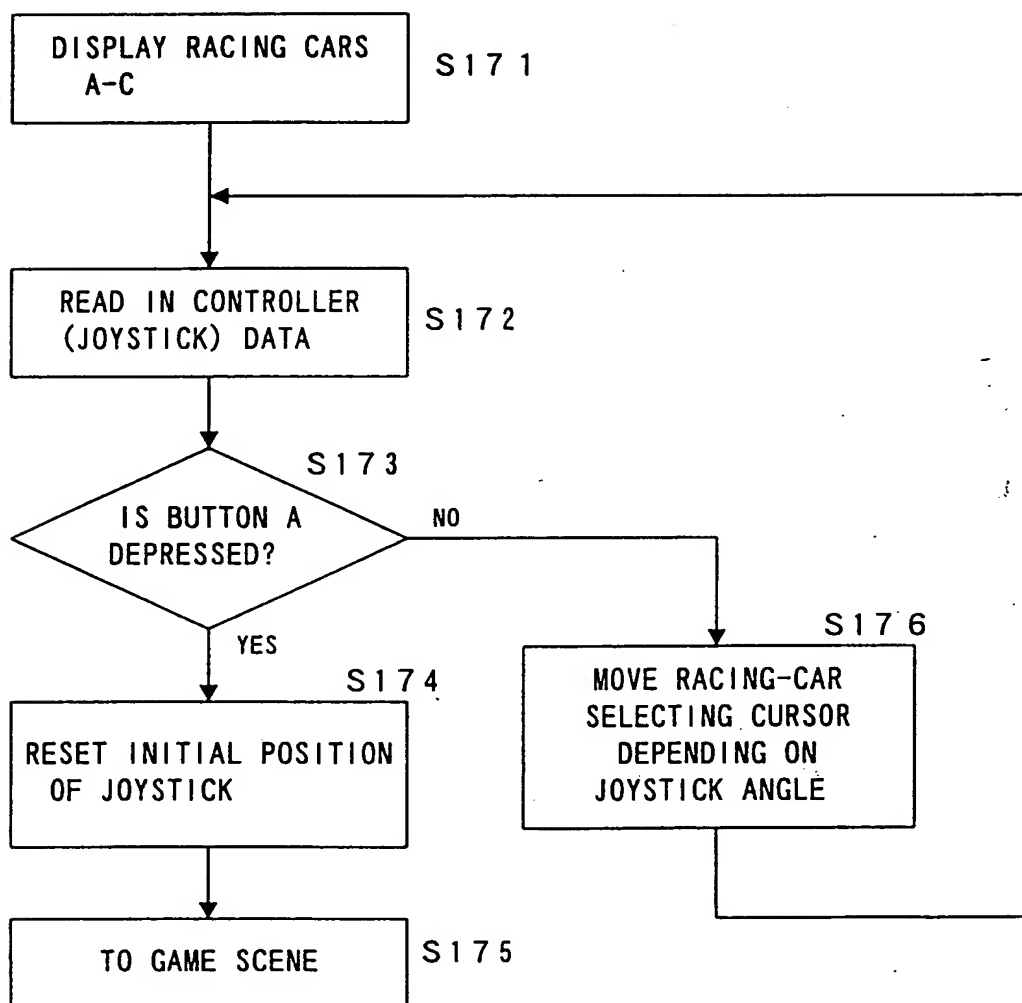 DISPLAY RACING CARS
A-C
S171
READ IN CONTROLLER
(JOYSTICK) DATA
S172
S173
IS BUTTON A
DEPRESSED?
NO
YES
S174
RESET INITIAL POSITION
OF JOYSTICK
S176
MOVE RACING-CAR
SELECTING CURSOR
DEPENDING ON
JOYSTICK ANGLE
TO GAME SCENE
S175